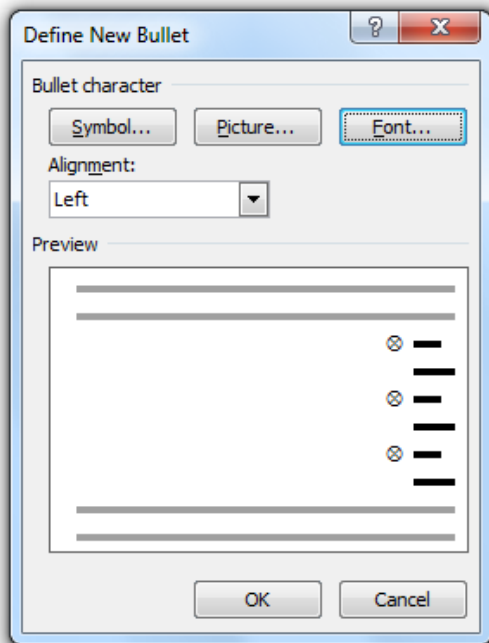 Define New Bullet
Bullet character
Symbol... Picture... Font...
Alignment:
Left
Preview
OK Cancel